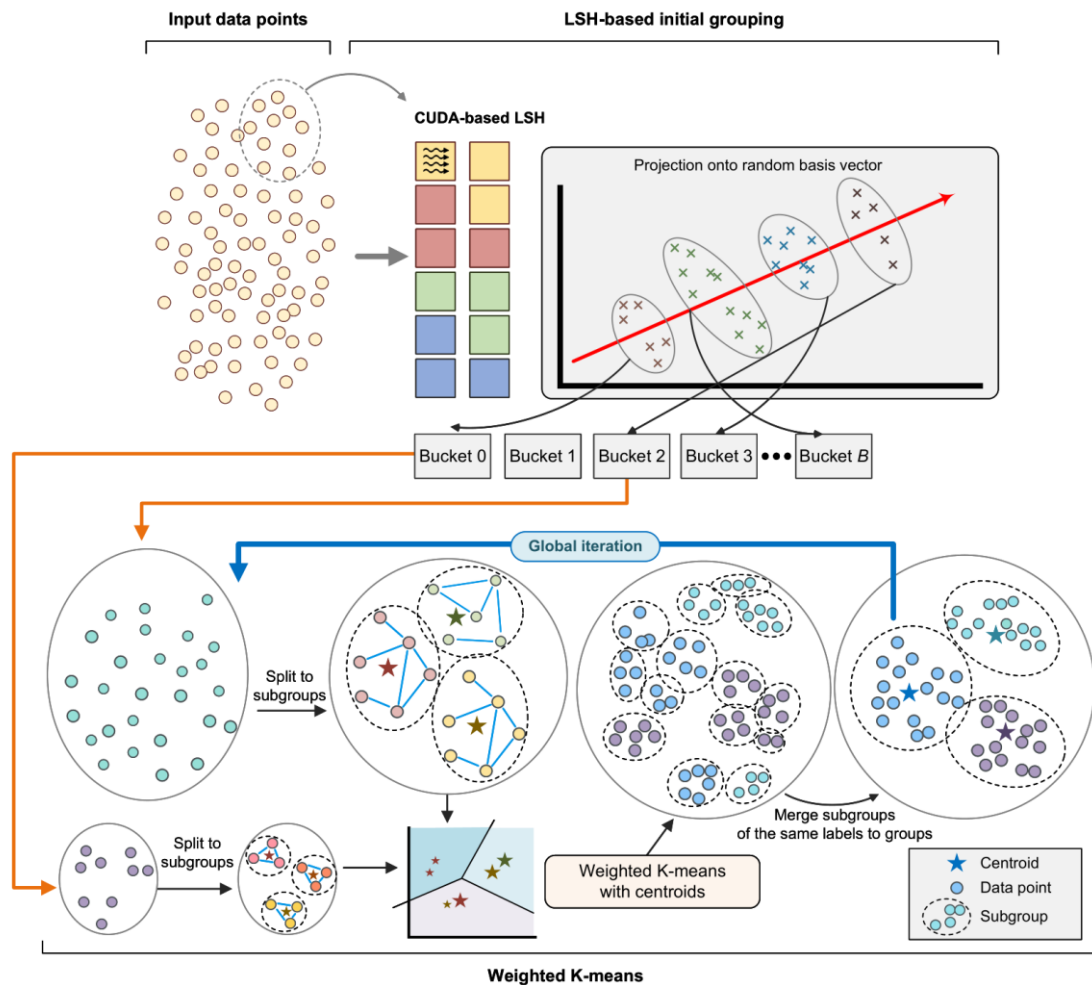 Input data points
LSH-based initial grouping
CUDA-based LSH
Projection onto random basis vector
Bucket 0
Bucket 1
Bucket 2
Bucket 3
Bucket B
Global iteration
Split to
subgroups
Merge subgroups
of the same labels to groups
Split to
subgroups
Weighted K-means
with centroids
Centroid
Data point
Subgroup
Weighted K-means